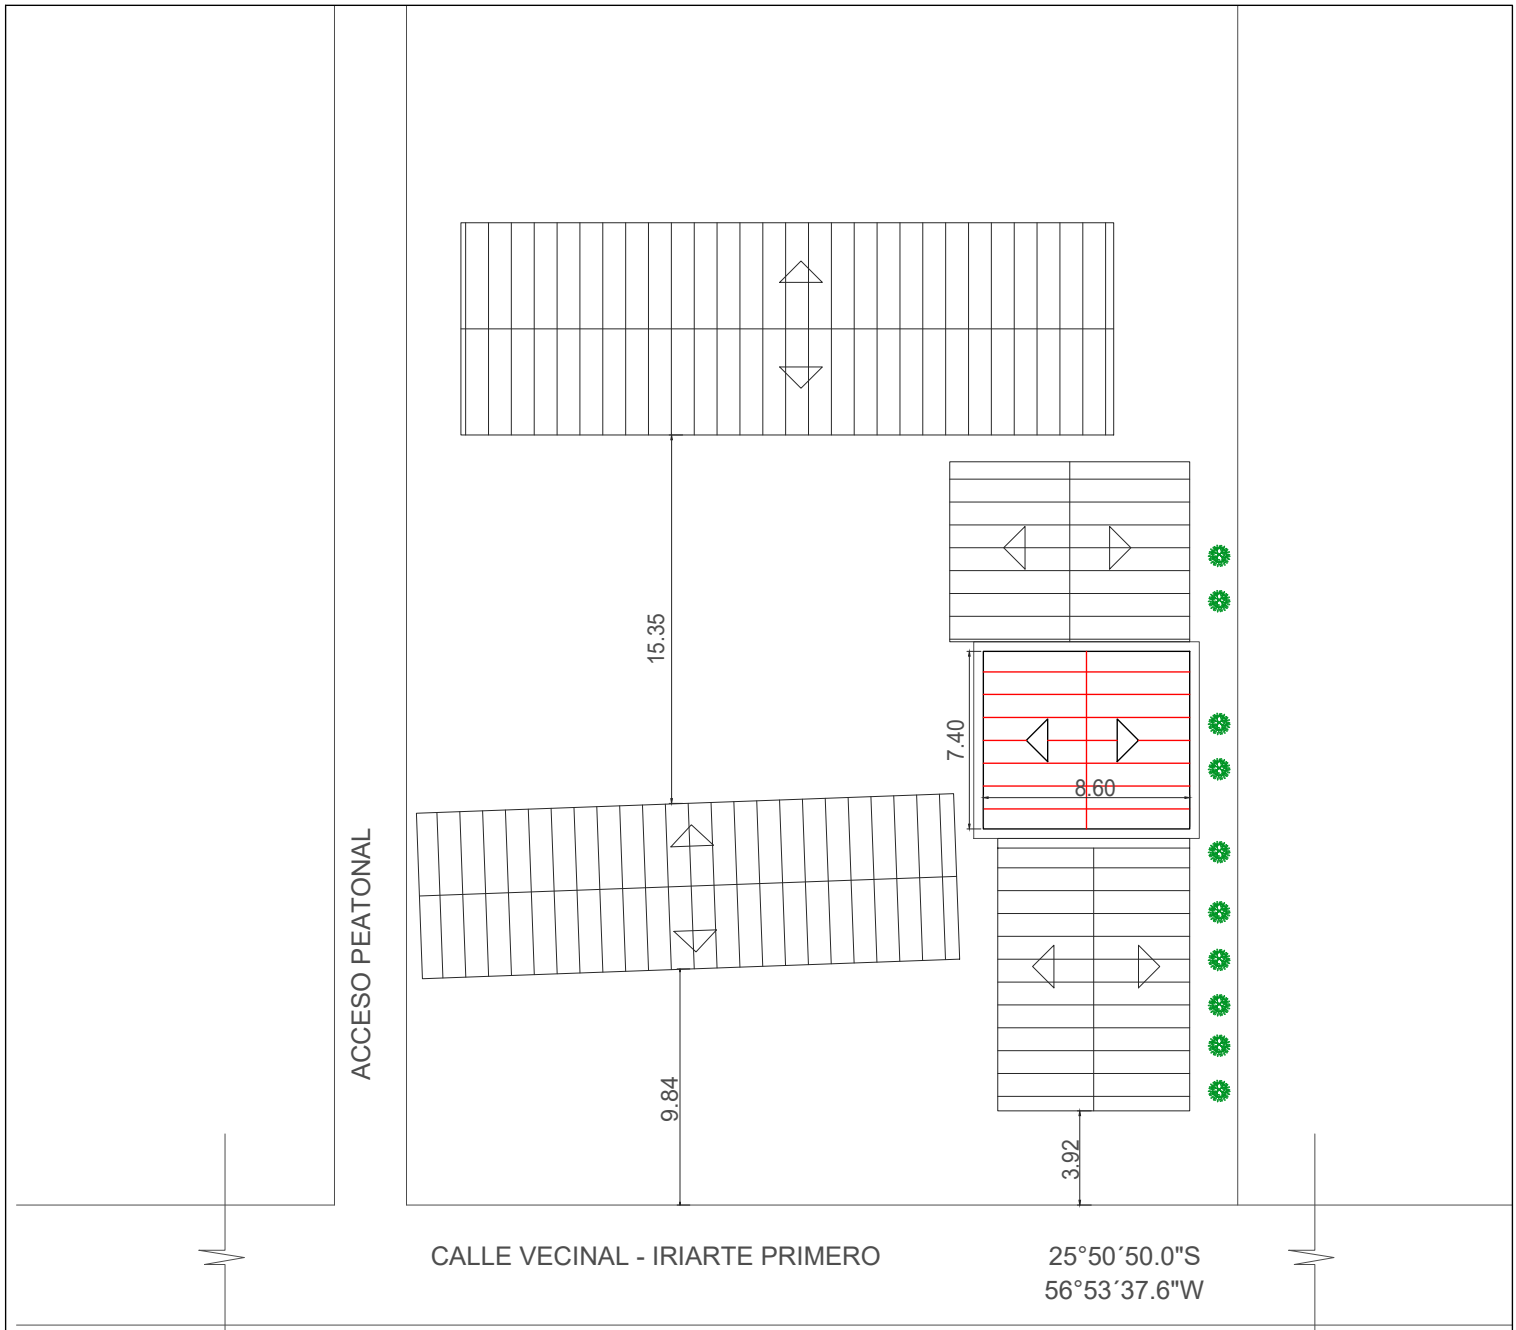 15.35
7.40
8.60
ACCESO PEATONAL
9.84
3.92
CALLE VECINAL - IRIARTE PRIMERO
25°50´50.0"S
56°53´37.6"W